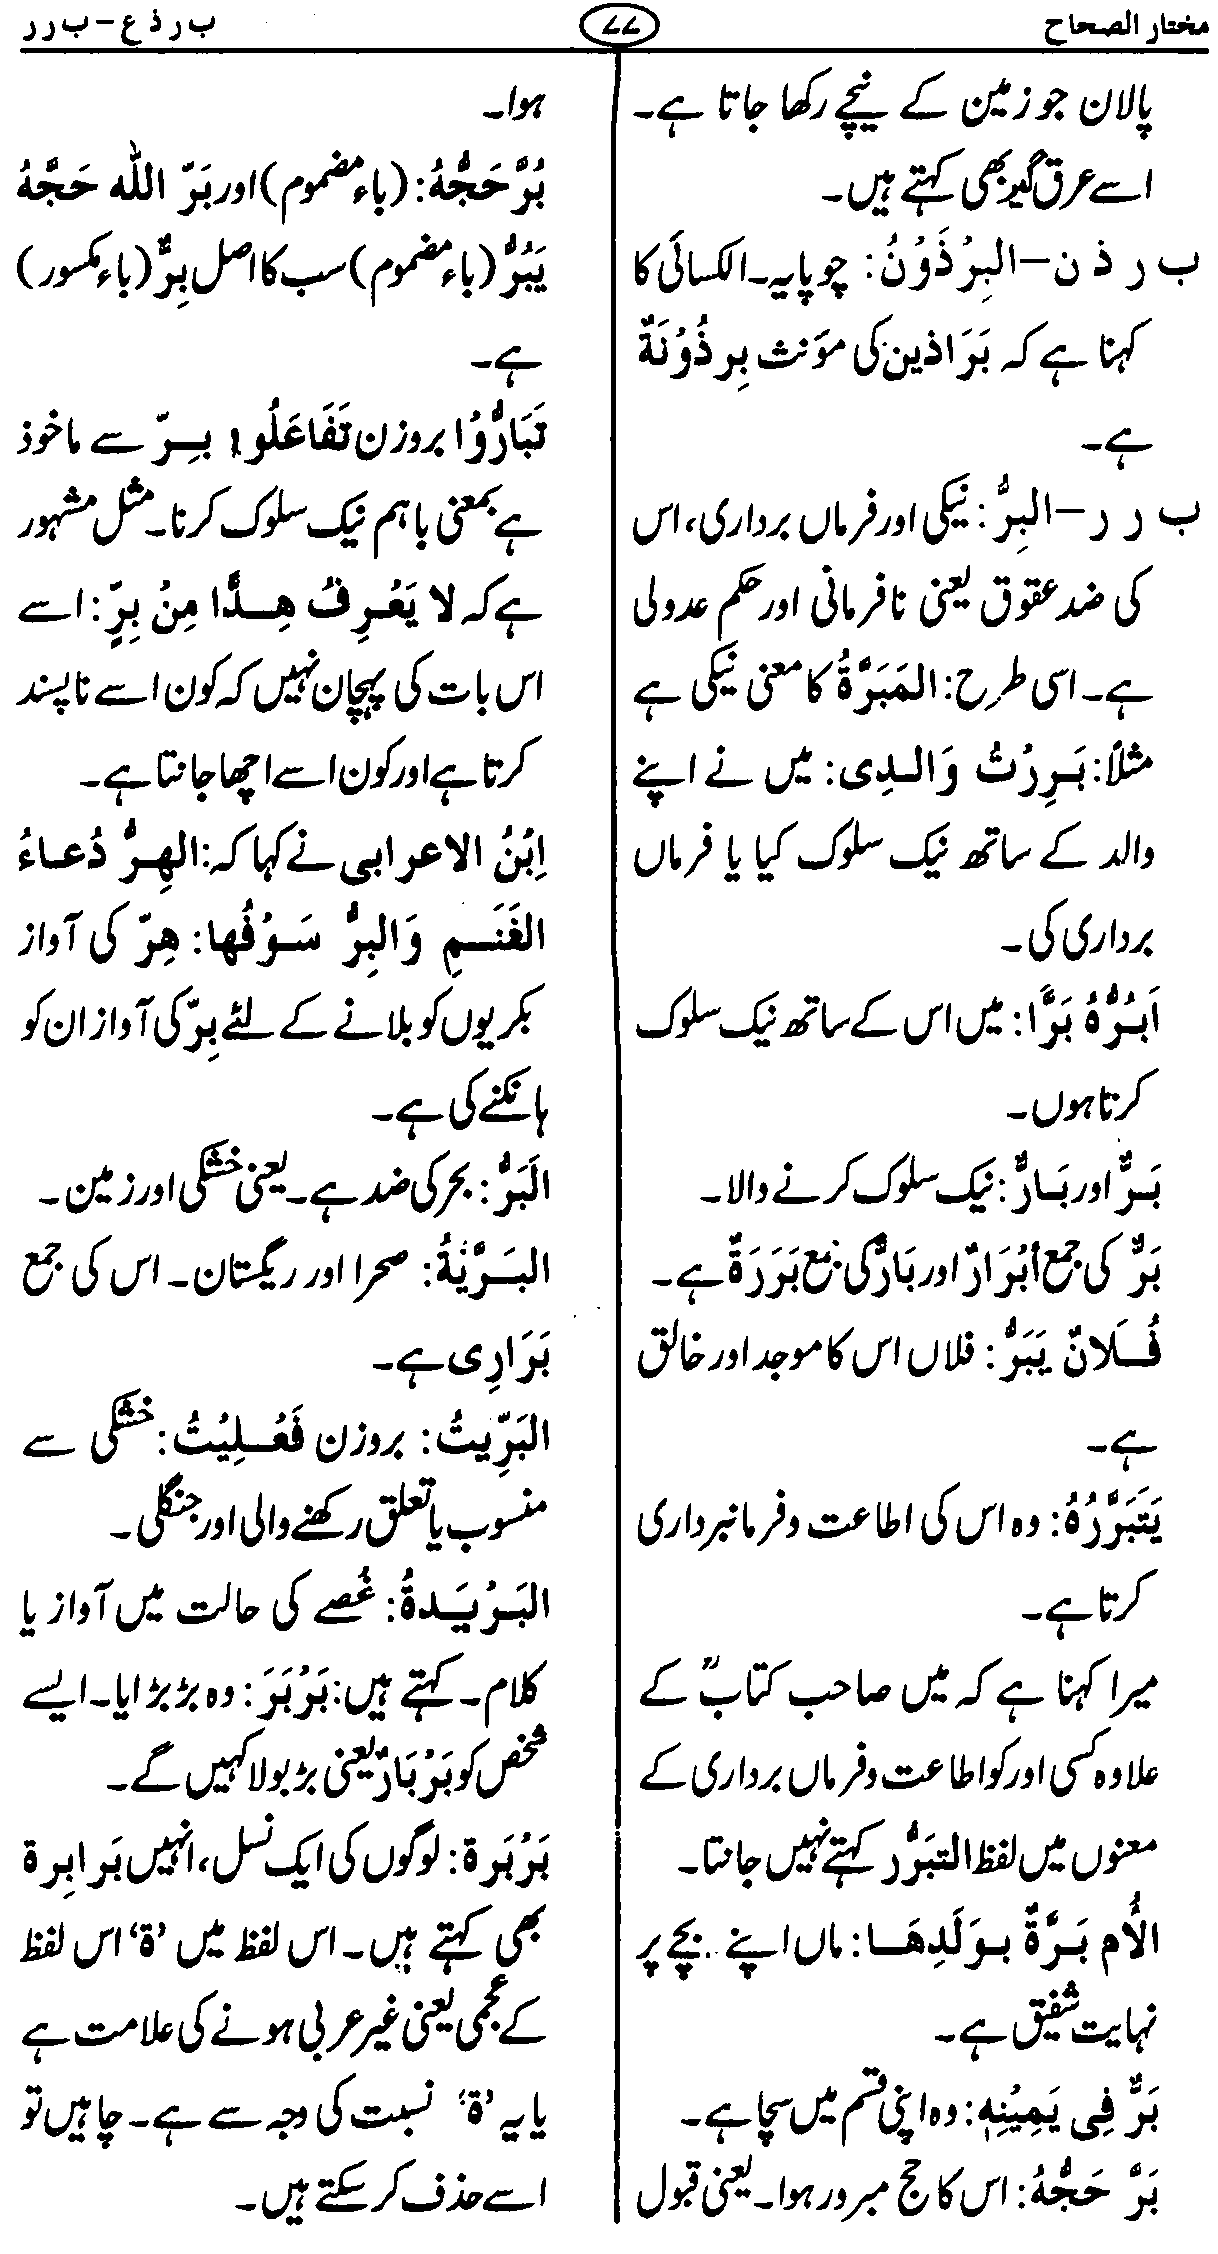 مختار الصحاح
۷۷
ب ر ذ ع – ب ر ر
پالان جو زمین کے نیچے رکھا جاتا ہے۔
اسے عرق گیر بھی کہتے ہیں۔
ب ر ذ ن – البِرْذَوْنُ: چوپایہ۔ الکسائی کا
کہنا ہے کہ بَرَاذین کی مؤنث بِرذَوْنَةٌ
ہے۔
ب ر ر – البِرُّ: نیکی اور فرماں برداری، اس
کی ضد عقوق یعنی نافرمانی اور حکم عدولی
ہے۔ اسی طرح: المَبَرَّةُ کا معنی نیکی ہے
مثلاً: بَرِرْتُ وَالِدِی: میں نے اپنے
والد کے ساتھ نیک سلوک کیا یا فرماں
برداری کی۔
اَبَرُّهُ بَرًّا: میں اس کے ساتھ نیک سلوک
کرتا ہوں۔
بَرٌّ اور بَارٌّ: نیک سلوک کرنے والا۔
بَرٌّ کی جمع أبْرَارٌ اور بَارٌّ کی جمع بَرَرَةٌ ہے۔
فُلَانٌ يَبَرُّ: فلاں اس کا موجد اور خالق
ہے۔
يَتَبَرَّرُهُ: وہ اس کی اطاعت و فرمانبرداری
کرتا ہے۔
میرا کہنا ہے کہ میں صاحب کتابؒ کے
علاوہ کسی اور کو اطاعت و فرماں برداری کے
معنوں میں لفظ التبَرُّر کہتے نہیں جانتا۔
الأُم بَرَّةٌ بوَلَدِهَا: ماں اپنے بچے پر
نہایت شفیق ہے۔
بَرَّ فِي يَمِيْنِهِ: وہ اپنی قسم میں سچا ہے۔
بَرَّ حَجُّهُ: اس کا حج مبرور ہوا۔ یعنی قبول
ہوا۔
بُرَّ حَجُّهُ: (باء مضموم) اور بَرّ اللّٰه حَجَّهُ
يَبُرُّ (باء مضموم) سب کا اصل بِرٌّ (باء مکسور)
ہے۔
تَبَارُّوْا بروزن تَفَاعَلُوا بِرّ سے ماخوذ
ہے بمعنی باہم نیک سلوک کرنا۔ مثل مشہور
ہے کہ لا يَعْرِفُ هِرًّا مِنْ بِرٍّ: اسے
اس بات کی پہچان نہیں کہ کون اسے ناپسند
کرتا ہے اور کون اسے اچھا جانتا ہے۔
اِبْنُ الاعرابی نے کہا کہ: الهِرُّ دُعاءُ
الغَنَمِ وَالبِرُّ سَوْقُها: هِرّ کی آواز
بکریوں کو بلانے کے لئے بِرّ کی آواز ان کو
ہانکنے کی ہے۔
البَرُّ: بحر کی ضد ہے۔ یعنی خشکی اور زمین۔
البَرِّيَّةُ: صحرا اور ریگستان۔ اس کی جمع
بَرَارِی ہے۔
البَرِّيتُ: بروزن فَعْلِيْتُ: خشکی سے
منسوب یا تعلق رکھنے والی اور جنگلی۔
البَرْبَدةُ: غُصے کی حالت میں آواز یا
کلام۔ کہتے ہیں: بَرْبَرَ: وہ بڑبڑایا۔ ایسے
شخص کو بَرْبَارٌ یعنی بڑبولا کہیں گے۔
بَرْبَرة: لوگوں کی ایک نسل، انہیں بَرابِرة
بھی کہتے ہیں۔ اس لفظ میں ’ة‘ اس لفظ
کے عجمی یعنی غیر عربی ہونے کی علامت ہے
یا یہ ’ة‘ نسبت کی وجہ سے ہے۔ چاہیں تو
اسے حذف کر سکتے ہیں۔